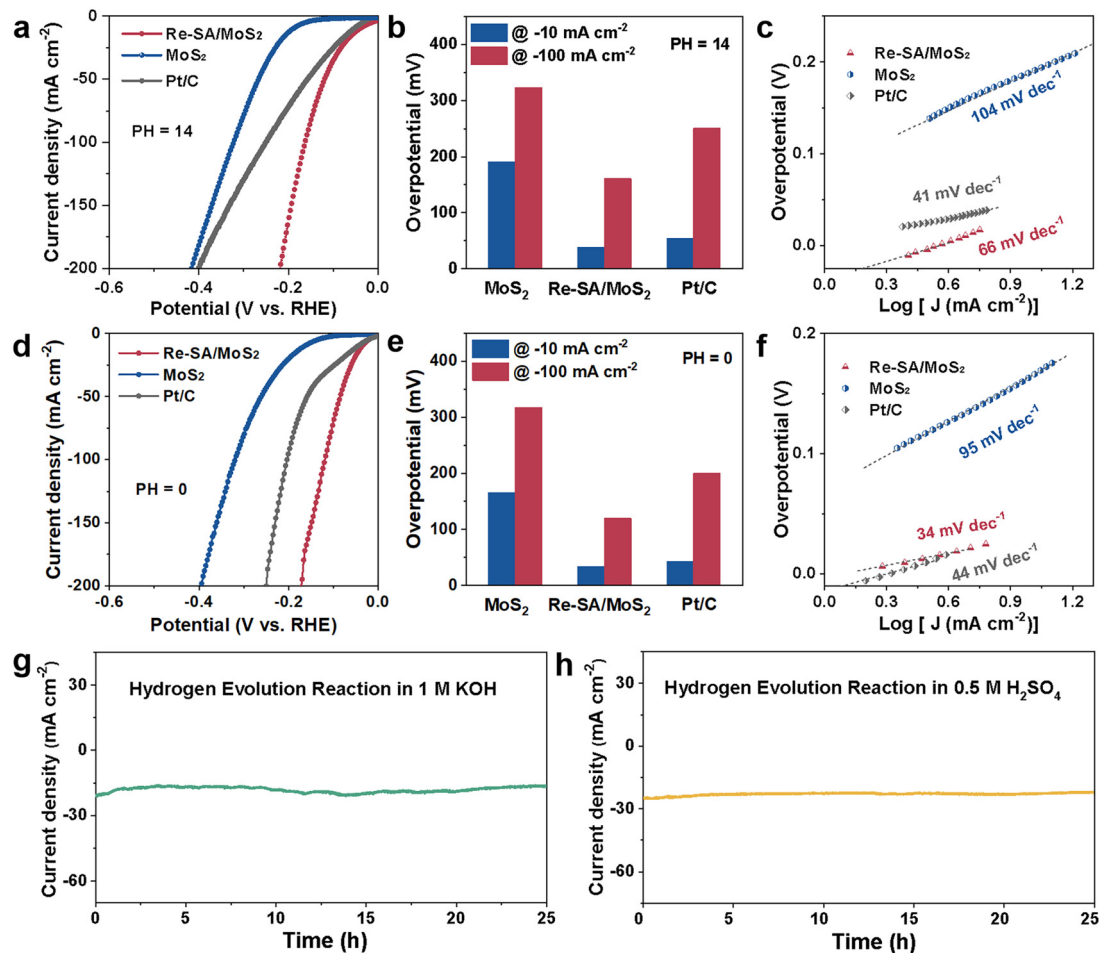 a
Re-SA/MoS₂
MoS₂
Pt/C
PH = 14
Current density (mA cm⁻²)
0
-50
-100
-150
-200
-0.6
-0.4
-0.2
0.0
Potential (V vs. RHE)
b
@ -10 mA cm⁻²
@ -100 mA cm⁻²
PH = 14
Overpotential (mV)
400
300
200
100
0
MoS₂
Re-SA/MoS₂
Pt/C
c
Re-SA/MoS₂
MoS₂
Pt/C
104 mV dec⁻¹
41 mV dec⁻¹
66 mV dec⁻¹
Overpotential (V)
0.2
0.1
0.0
0.0
0.3
0.6
0.9
1.2
Log [ J (mA cm⁻²)]
d
Re-SA/MoS₂
MoS₂
Pt/C
PH = 0
Current density (mA cm⁻²)
0
-50
-100
-150
-200
-0.6
-0.4
-0.2
0.0
Potential (V vs. RHE)
e
@ -10 mA cm⁻²
@ -100 mA cm⁻²
PH = 0
Overpotential (mV)
400
300
200
100
0
MoS₂
Re-SA/MoS₂
Pt/C
f
Re-SA/MoS₂
MoS₂
Pt/C
95 mV dec⁻¹
34 mV dec⁻¹
44 mV dec⁻¹
Overpotential (V)
0.2
0.1
0.0
0.0
0.3
0.6
0.9
1.2
Log [ J (mA cm⁻²)]
g
Hydrogen Evolution Reaction in 1 M KOH
Current density (mA cm⁻²)
30
0
-30
-60
0
5
10
15
20
25
Time (h)
h
Hydrogen Evolution Reaction in 0.5 M H₂SO₄
Current density (mA cm⁻²)
30
0
-30
-60
0
5
10
15
20
25
Time (h)